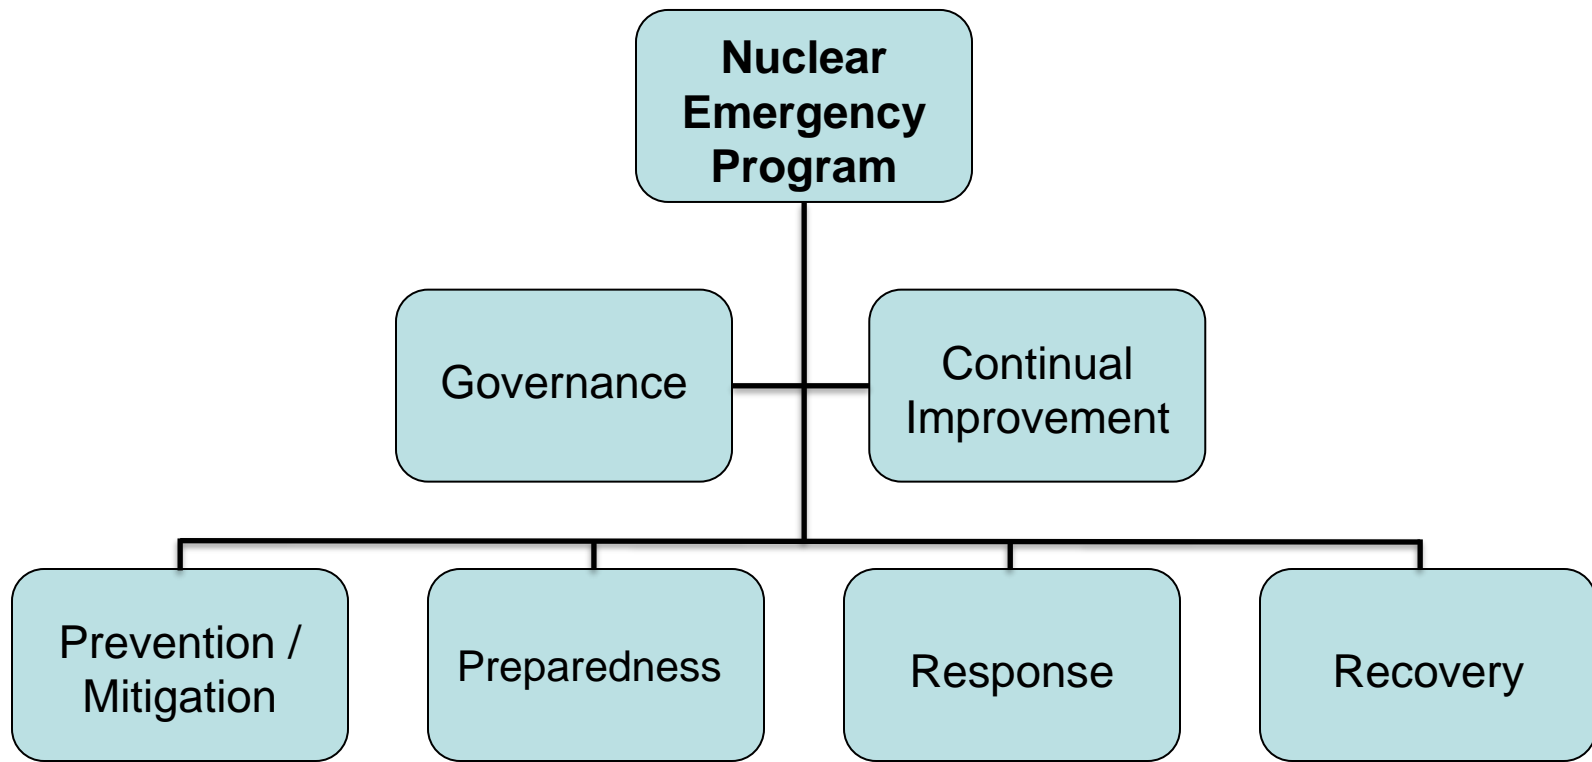 Nuclear
Emergency
Program
Governance
Continual
Improvement
Prevention /
Mitigation
Preparedness
Response
Recovery